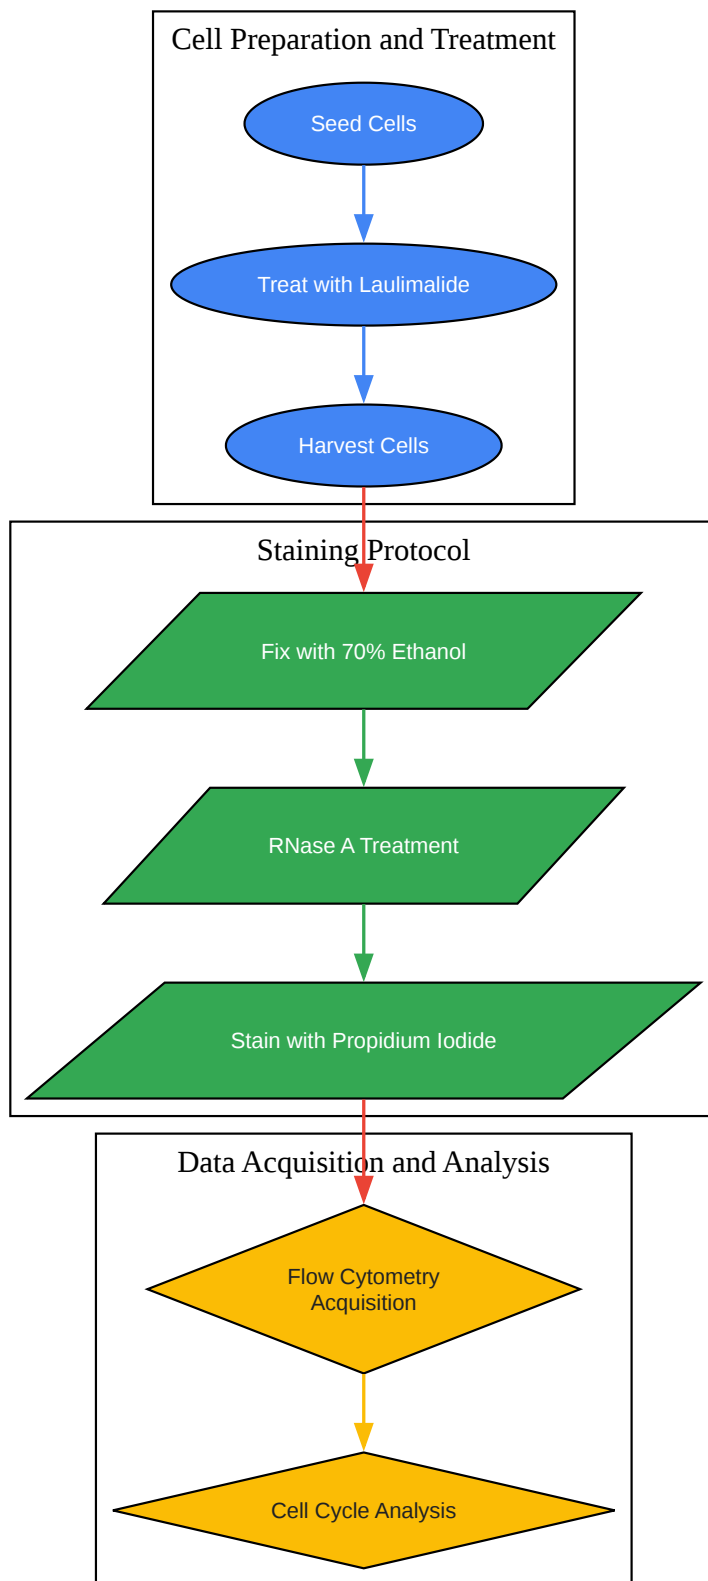 Cell Preparation and Treatment
Seed Cells
Treat with Laulimalide
Harvest Cells
Staining Protocol
Fix with 70% Ethanol
RNase A Treatment
Stain with Propidium Iodide
Data Acquisition and Analysis
Flow Cytometry
Acquisition
Cell Cycle Analysis